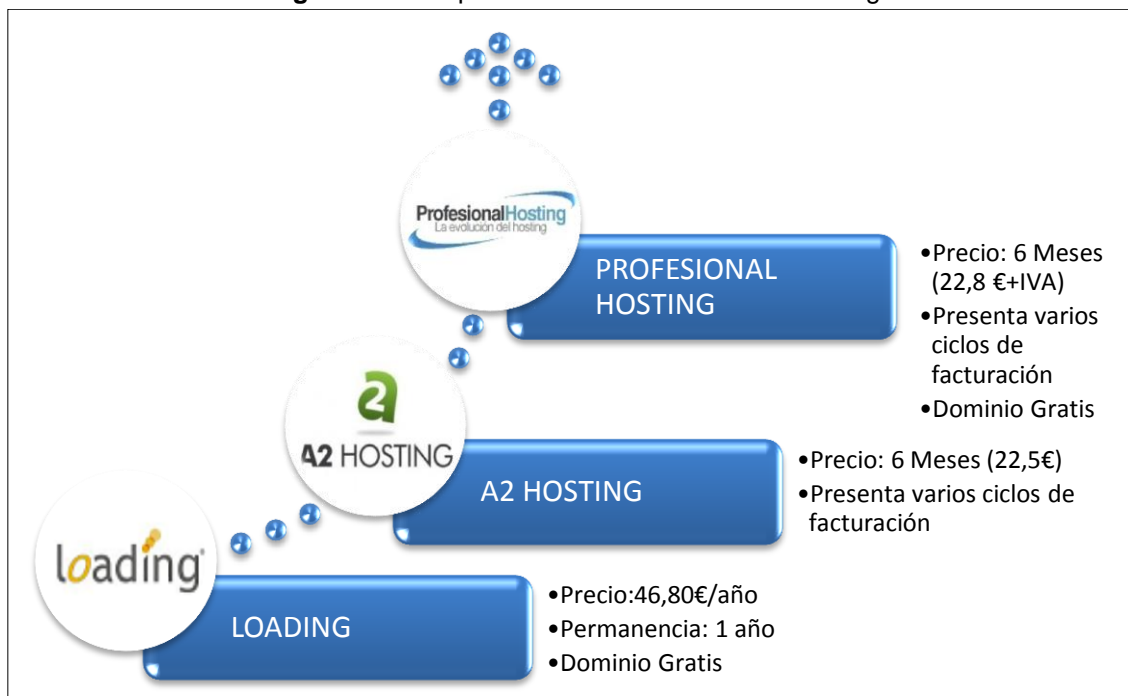 ProfesionalHosting
La evolución del hosting
PROFESIONAL
HOSTING
•Precio: 6 Meses
(22,8 €+IVA)
•Presenta varios
ciclos de
facturación
•Dominio Gratis
a2
A2 HOSTING
A2 HOSTING
•Precio: 6 Meses (22,5€)
•Presenta varios ciclos de
facturación
loading®
LOADING
•Precio:46,80€/año
•Permanencia: 1 año
•Dominio Gratis